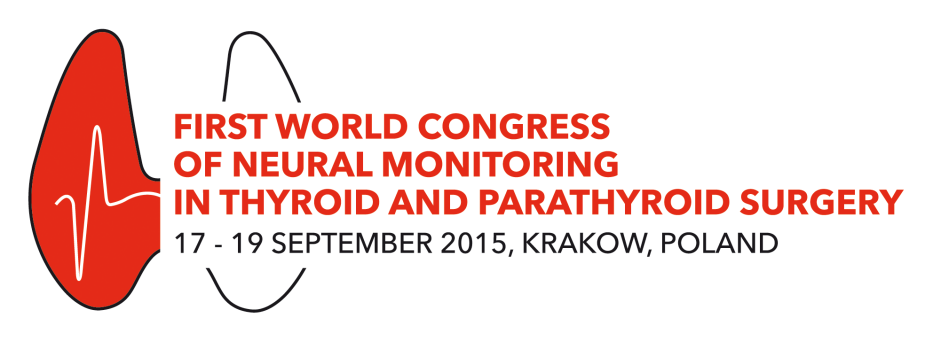 FIRST WORLD CONGRESS
OF NEURAL MONITORING
IN THYROID AND PARATHYROID SURGERY
17 - 19 SEPTEMBER 2015, KRAKOW, POLAND